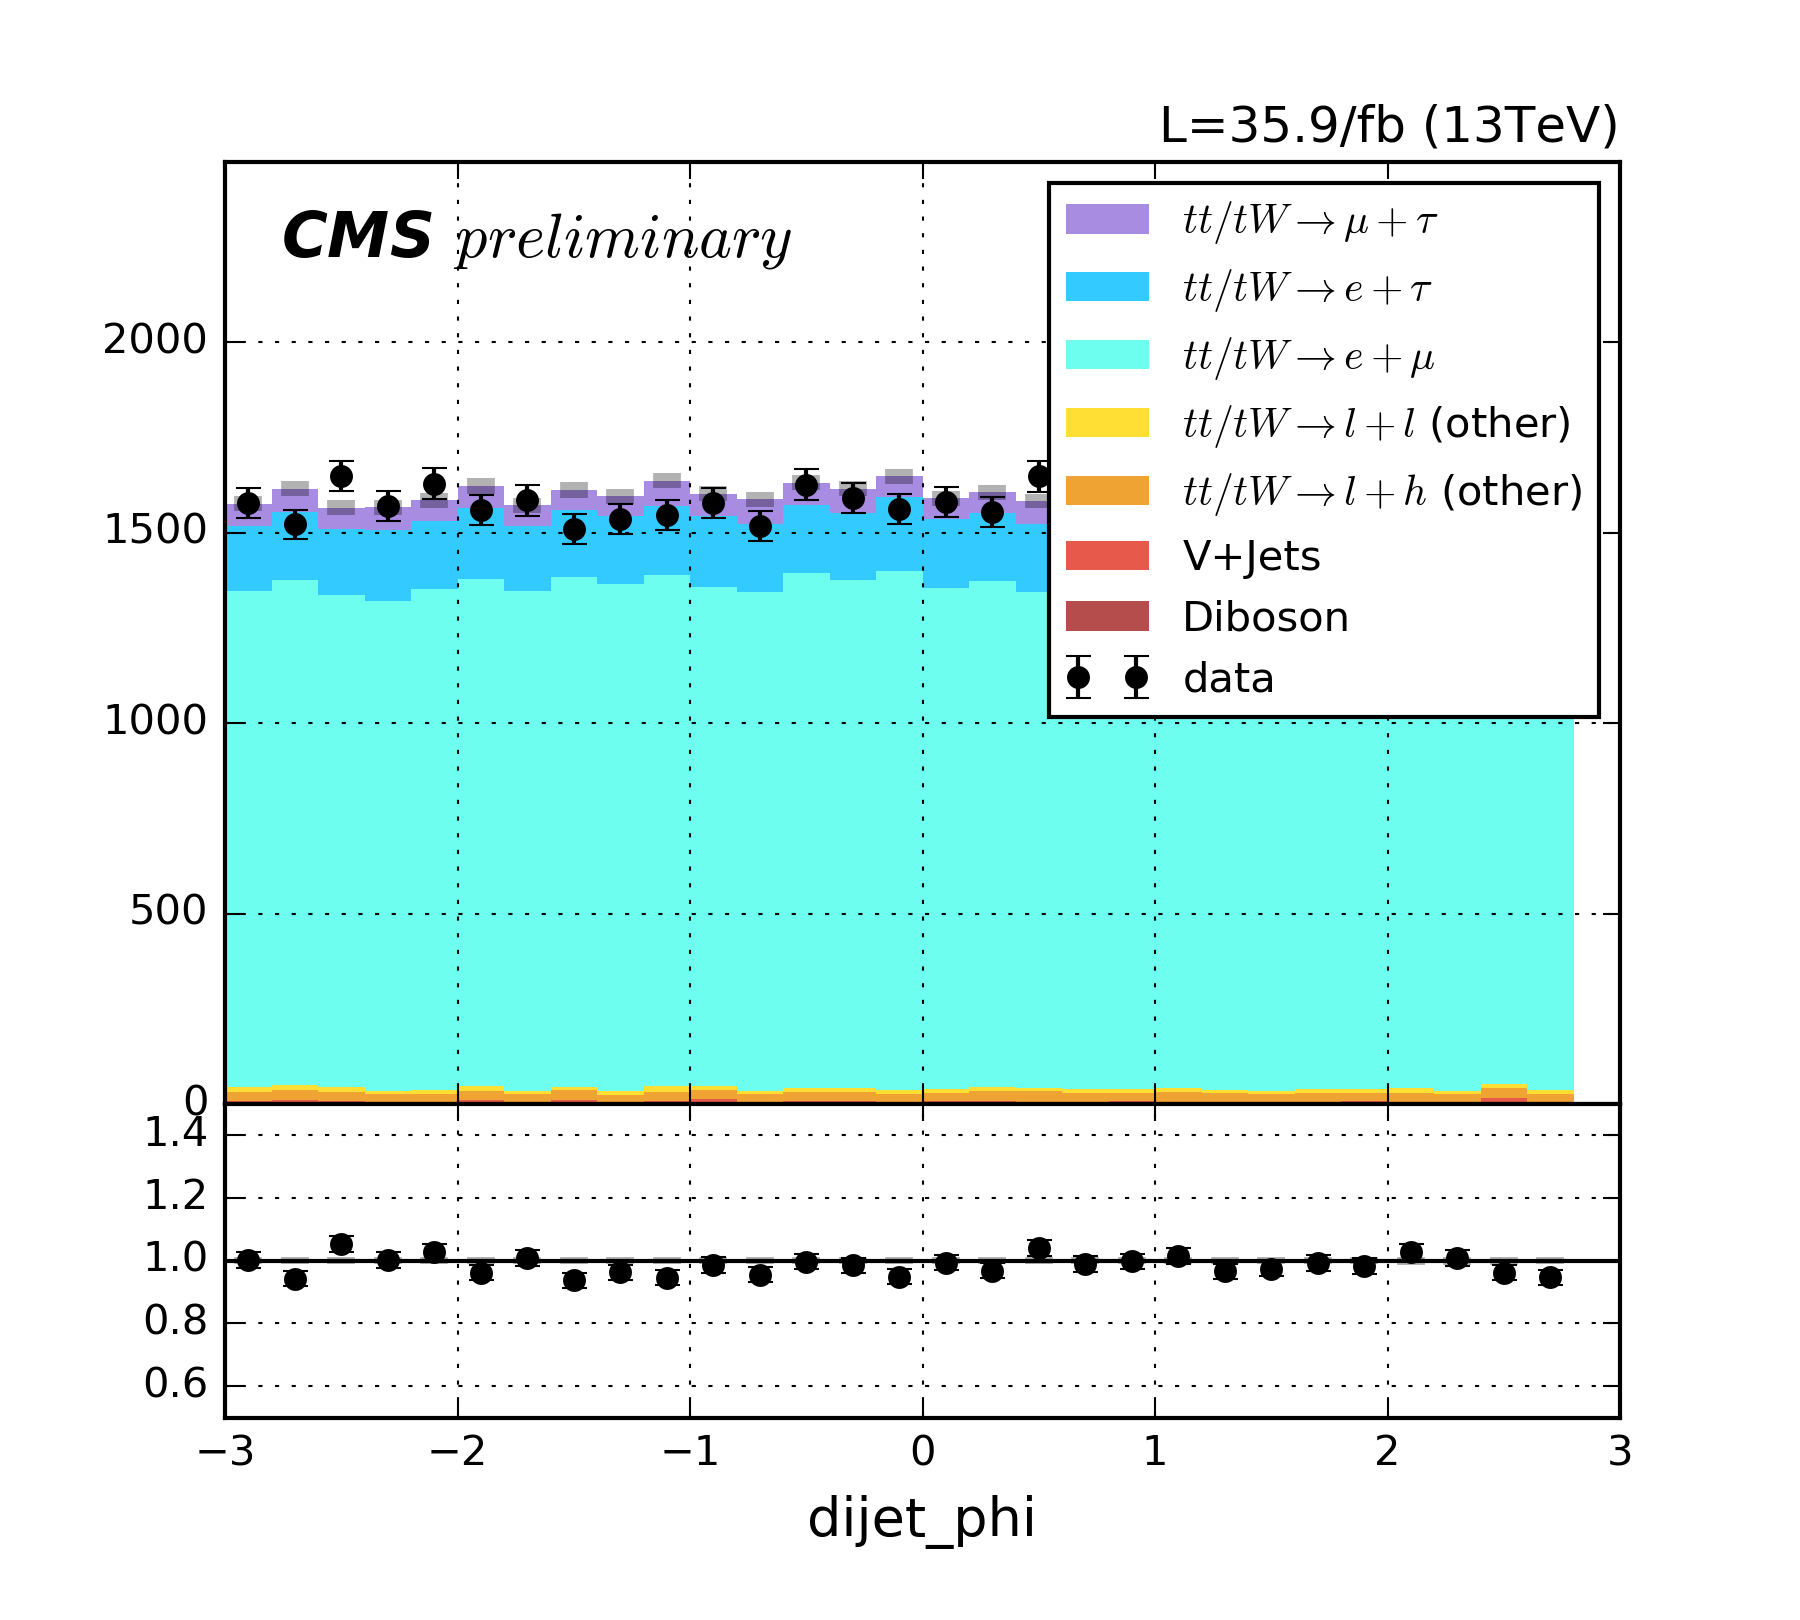 L=35.9/fb (13TeV)
CMS preliminary
tt/tW→μ+τ
tt/tW→e+τ
tt/tW→e+μ
tt/tW→l+l (other)
tt/tW→l+h (other)
V+Jets
Diboson
data
2000
1500
1000
500
0
1.4
1.2
1.0
0.8
0.6
−3 −2 −1 0 1 2 3
dijet_phi